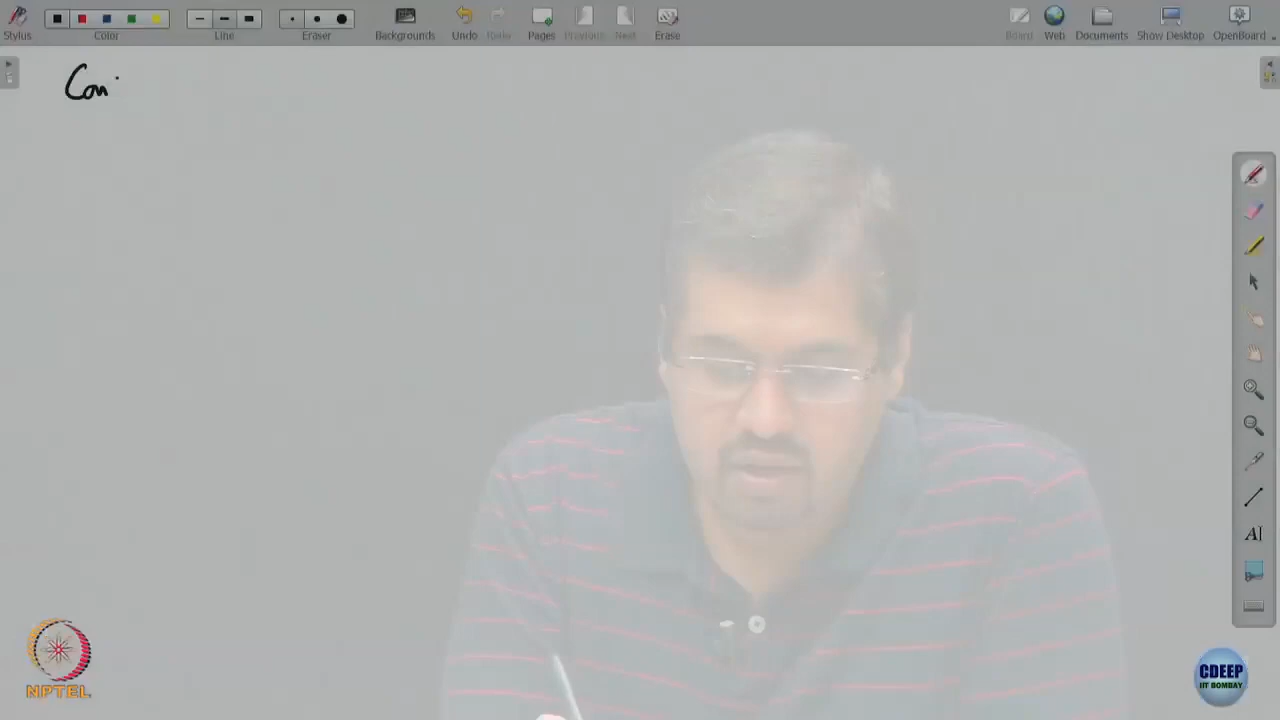 Stylus Color Line Eraser Backgrounds Undo Redo Pages Previous Next Erase Board Web Documents Show Desktop OpenBoard
Con
AI
NPTEL
CDEEP
IIT BOMBAY